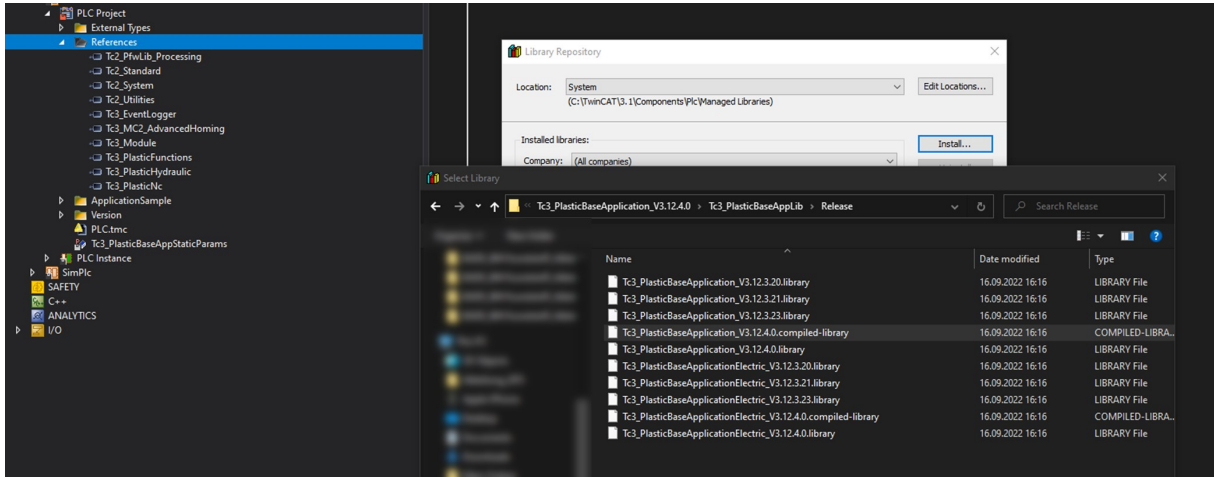 PLC Project
External Types
References
Tc2_PfwLib_Processing
Tc2_Standard
Tc2_System
Tc2_Utilities
Tc3_EventLogger
Tc3_MC2_AdvancedHoming
Tc3_Module
Tc3_PlasticFunctions
Tc3_PlasticHydraulic
Tc3_PlasticNc
ApplicationSample
Version
PLC.tmc
Tc3_PlasticBaseAppStaticParams
PLC Instance
SimPlc
SAFETY
C++
ANALYTICS
I/O
Library Repository
Location: System Edit Locations...
(C:\TwinCAT\3.1\Components\Plc\Managed Libraries)
Installed libraries: Install...
Company: (All companies)
Select Library
Tc3_PlasticBaseApplication_V3.12.4.0 > Tc3_PlasticBaseAppLib > Release Search Release
Name Date modified Type
Tc3_PlasticBaseApplication_V3.12.3.20.library 16.09.2022 16:16 LIBRARY File
Tc3_PlasticBaseApplication_V3.12.3.21.library 16.09.2022 16:16 LIBRARY File
Tc3_PlasticBaseApplication_V3.12.3.23.library 16.09.2022 16:16 LIBRARY File
Tc3_PlasticBaseApplication_V3.12.4.0.compiled-library 16.09.2022 16:16 COMPILED-LIBRA...
Tc3_PlasticBaseApplication_V3.12.4.0.library 16.09.2022 16:16 LIBRARY File
Tc3_PlasticBaseApplicationElectric_V3.12.3.20.library 16.09.2022 16:16 LIBRARY File
Tc3_PlasticBaseApplicationElectric_V3.12.3.21.library 16.09.2022 16:16 LIBRARY File
Tc3_PlasticBaseApplicationElectric_V3.12.3.23.library 16.09.2022 16:16 LIBRARY File
Tc3_PlasticBaseApplicationElectric_V3.12.4.0.compiled-library 16.09.2022 16:16 COMPILED-LIBRA...
Tc3_PlasticBaseApplicationElectric_V3.12.4.0.library 16.09.2022 16:16 LIBRARY File